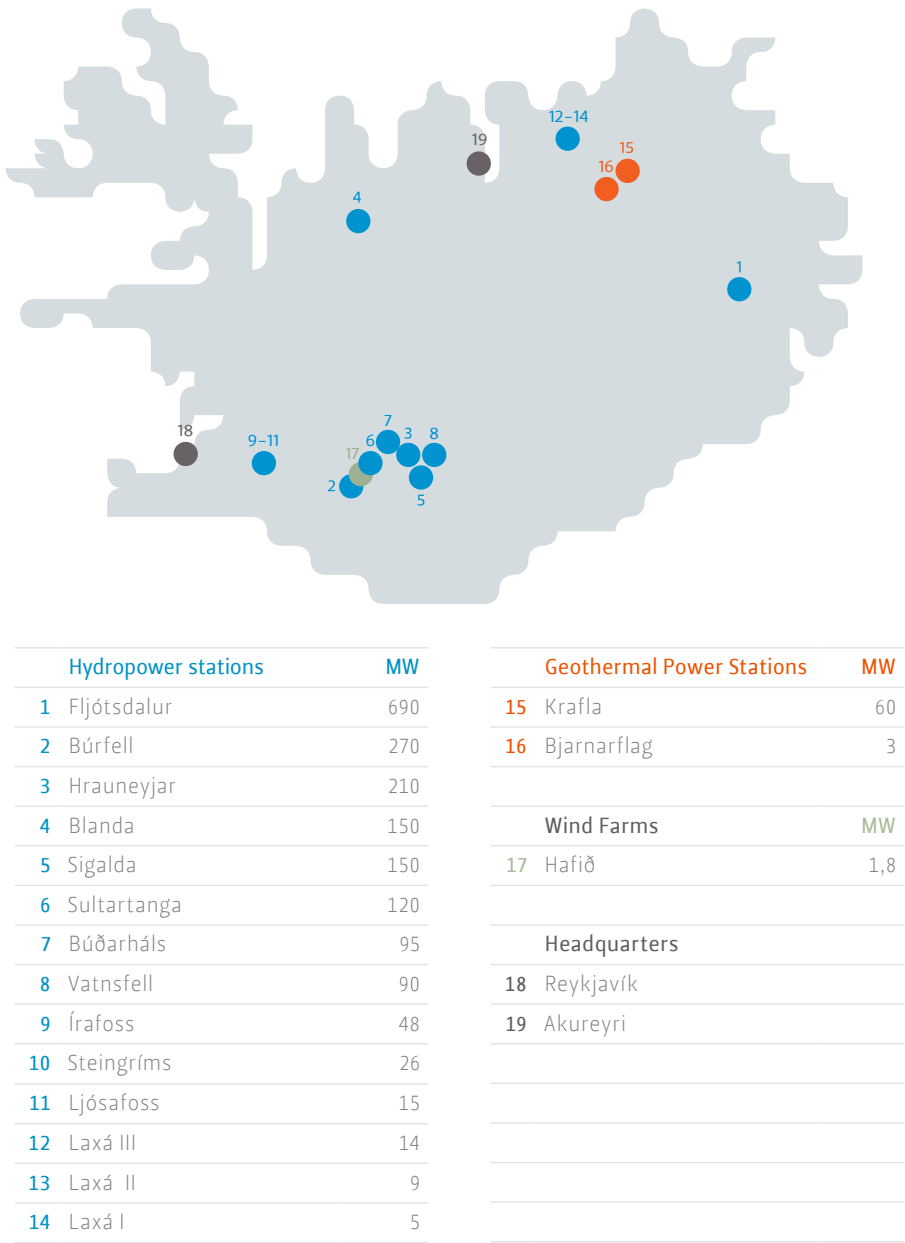 12–14
19
15
16
4
1
7
18
9–11
6
3
8
17
2
5
Hydropower stations MW
1 Fljótsdalur 690
2 Búrfell 270
3 Hrauneyjar 210
4 Blanda 150
5 Sigalda 150
6 Sultartanga 120
7 Búðarháls 95
8 Vatnsfell 90
9 Írafoss 48
10 Steingríms 26
11 Ljósafoss 15
12 Laxá III 14
13 Laxá II 9
14 Laxá I 5
Geothermal Power Stations MW
15 Krafla 60
16 Bjarnarflag 3
Wind Farms MW
17 Hafið 1,8
Headquarters
18 Reykjavík
19 Akureyri